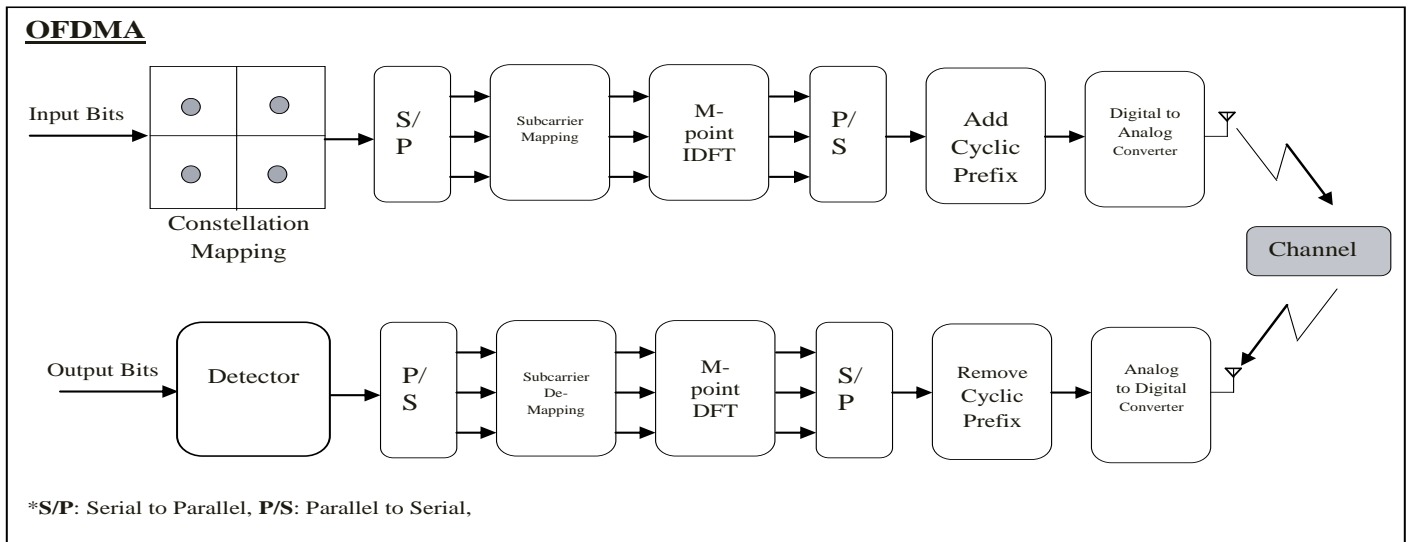 OFDMA
Input Bits
Constellation
Mapping
S/
P
Subcarrier
Mapping
M-
point
IDFT
P/
S
Add
Cyclic
Prefix
Digital to
Analog
Converter
Channel
Output Bits
Detector
P/
S
Subcarrier
De-
Mapping
M-
point
DFT
S/
P
Remove
Cyclic
Prefix
Analog
to Digital
Converter
*S/P: Serial to Parallel, P/S: Parallel to Serial,